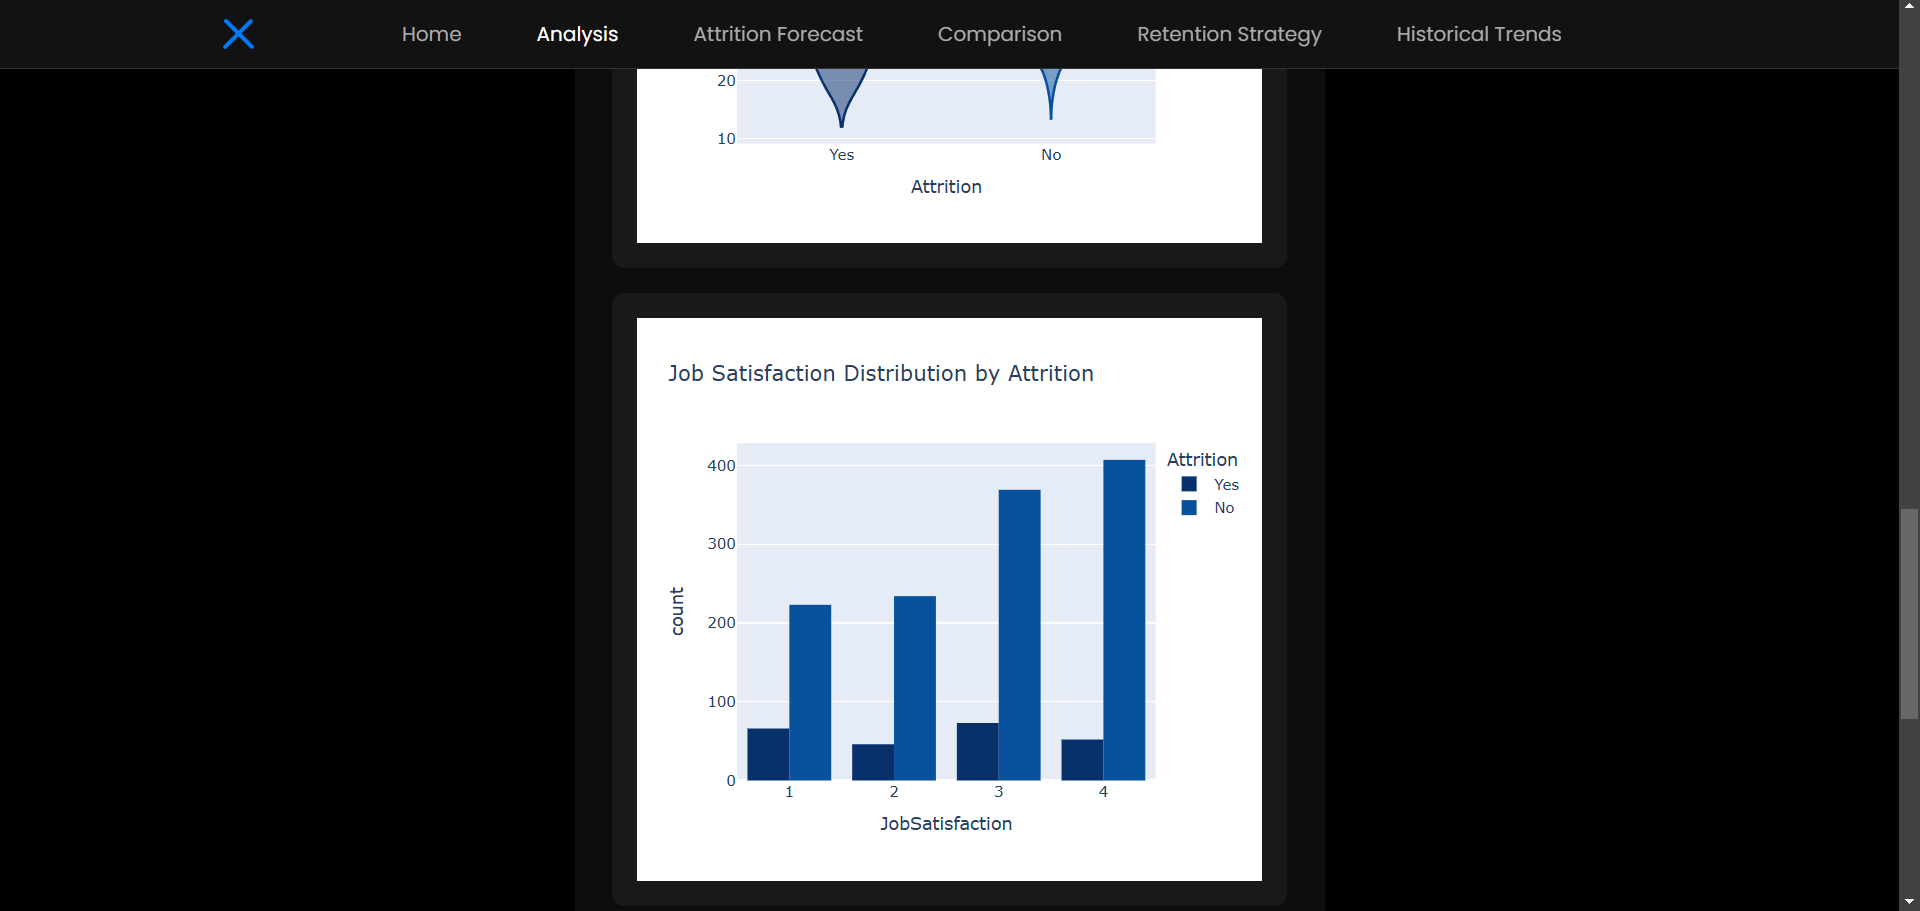 Home Analysis Attrition Forecast Comparison Retention Strategy Historical Trends
20
10
Yes No
Attrition
Job Satisfaction Distribution by Attrition
Attrition
Yes
No
400
300
200
100
0
count
1 2 3 4
JobSatisfaction